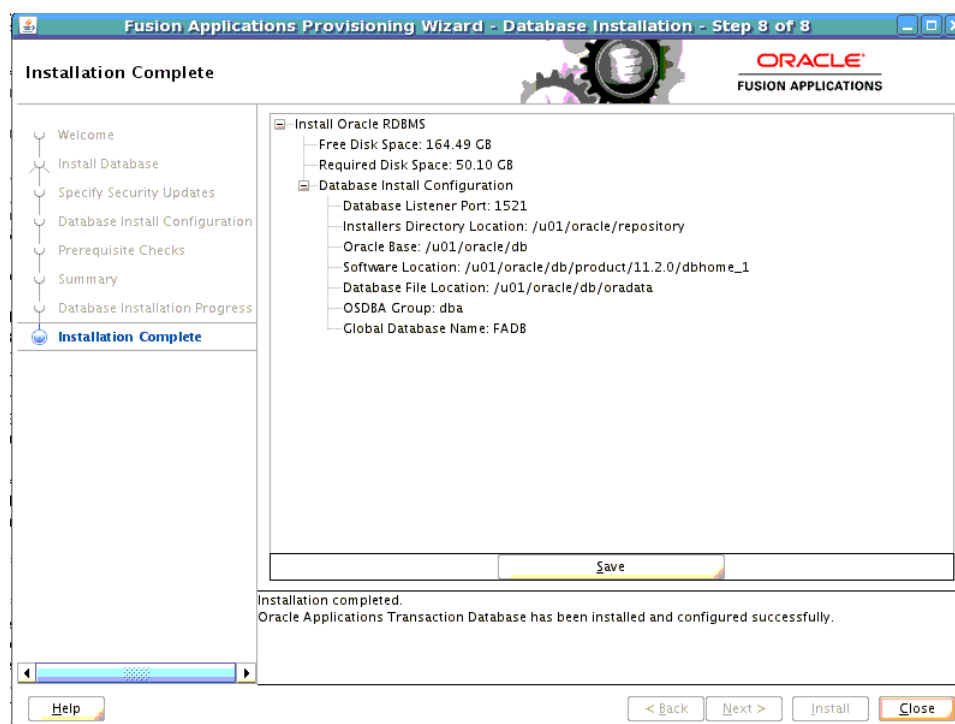 Fusion Applications Provisioning Wizard - Database Installation - Step 8 of 8
Installation Complete
ORACLE
FUSION APPLICATIONS
Welcome
Install Database
Specify Security Updates
Database Install Configuration
Prerequisite Checks
Summary
Database Installation Progress
Installation Complete
Install Oracle RDBMS
Free Disk Space: 164.49 GB
Required Disk Space: 50.10 GB
Database Install Configuration
Database Listener Port: 1521
Installers Directory Location: /u01/oracle/repository
Oracle Base: /u01/oracle/db
Software Location: /u01/oracle/db/product/11.2.0/dbhome_1
Database File Location: /u01/oracle/db/oradata
OSDBA Group: dba
Global Database Name: FADB
Save
Installation completed.
Oracle Applications Transaction Database has been installed and configured successfully.
Help
< Back
Next >
Install
Close